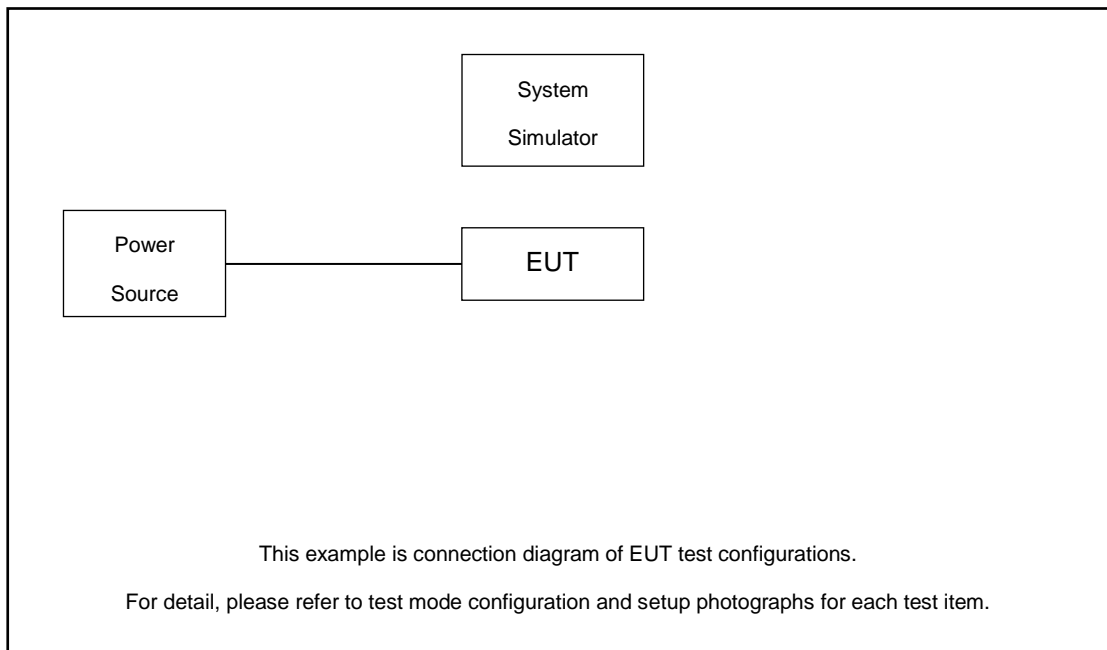 System
Simulator
Power
Source
EUT
This example is connection diagram of EUT test configurations.
For detail, please refer to test mode configuration and setup photographs for each test item.